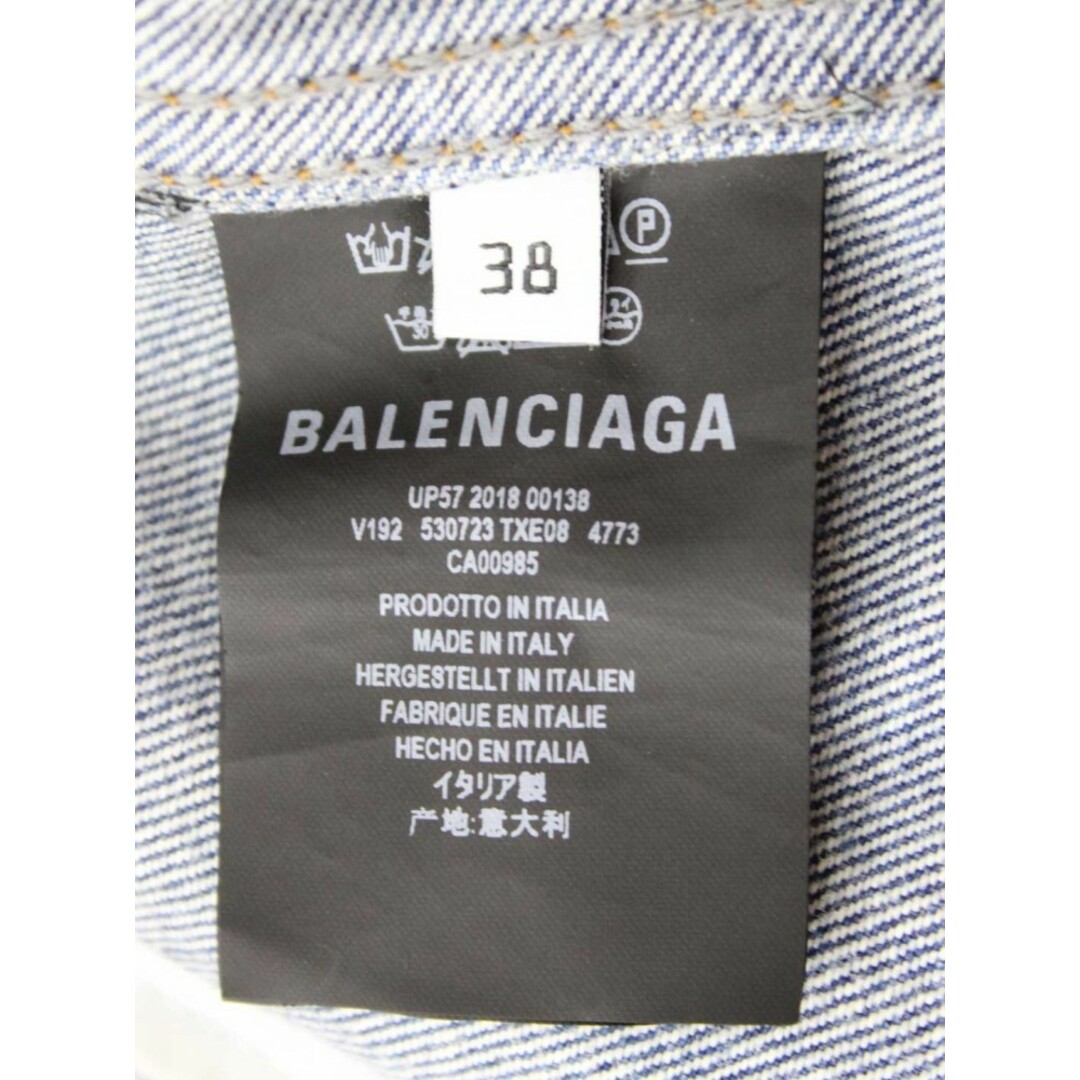 38
P
30
BALENCIAGA
UP57 2018 00138
V192 530723 TXE08 4773
CA00985
PRODOTTO IN ITALIA
MADE IN ITALY
HERGESTELLT IN ITALIEN
FABRIQUE EN ITALIE
HECHO EN ITALIA
イタリア製
产地:意大利